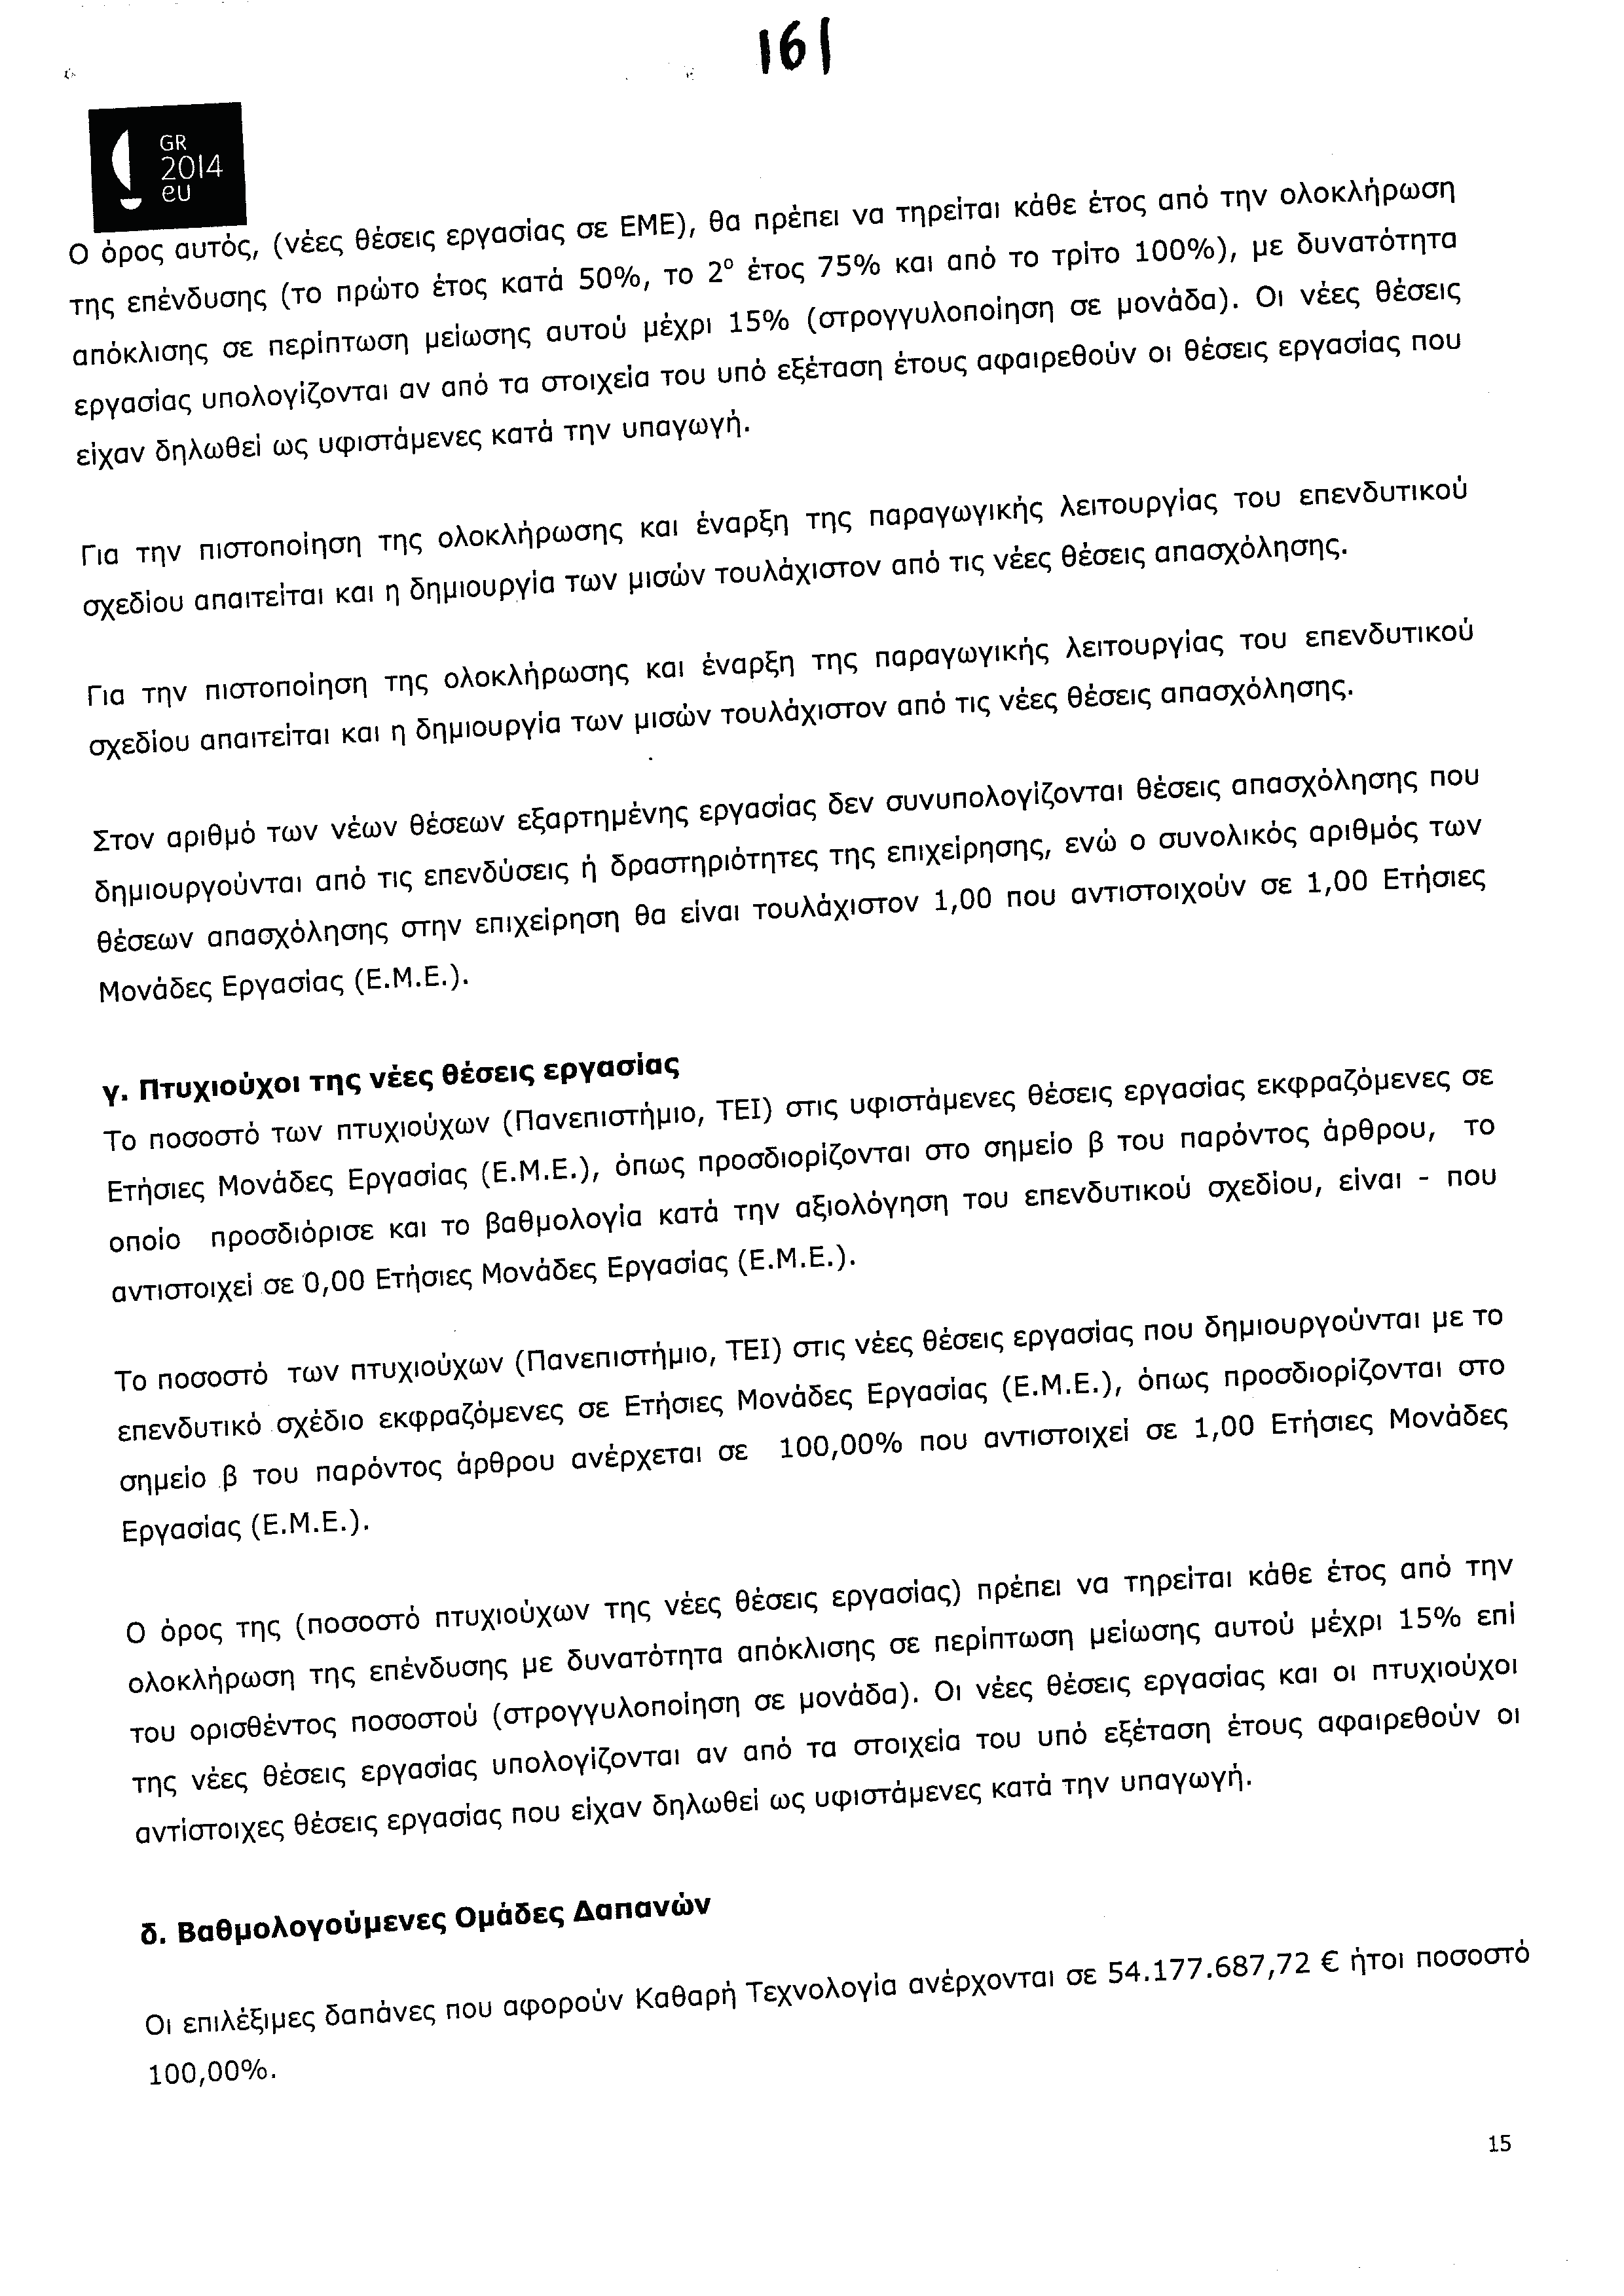 161
GR
2014
eu
Ο όρος αυτός, (νέες θέσεις εργασίας σε ΕΜΕ), θα πρέπει να τηρείται κάθε έτος από την ολοκλήρωση
της επένδυσης (το πρώτο έτος κατά 50%, το 2° έτος 75% και από το τρίτο 100%), με δυνατότητα
απόκλισης σε περίπτωση μείωσης αυτού μέχρι 15% (στρογγυλοποίηση σε μονάδα). Οι νέες θέσεις
εργασίας υπολογίζονται αν από τα στοιχεία του υπό εξέταση έτους αφαιρεθούν οι θέσεις εργασίας που
είχαν δηλωθεί ως υφιστάμενες κατά την υπαγωγή.
Για την πιστοποίηση της ολοκλήρωσης και έναρξη της παραγωγικής λειτουργίας του επενδυτικού
σχεδίου απαιτείται και η δημιουργία των μισών τουλάχιστον από τις νέες θέσεις απασχόλησης.
Για την πιστοποίηση της ολοκλήρωσης και έναρξη της παραγωγικής λειτουργίας του επενδυτικού
σχεδίου απαιτείται και η δημιουργία των μισών τουλάχιστον από τις νέες θέσεις απασχόλησης.
Στον αριθμό των νέων θέσεων εξαρτημένης εργασίας δεν συνυπολογίζονται θέσεις απασχόλησης που
δημιουργούνται από τις επενδύσεις ή δραστηριότητες της επιχείρησης, ενώ ο συνολικός αριθμός των
θέσεων απασχόλησης στην επιχείρηση θα είναι τουλάχιστον 1,00 που αντιστοιχούν σε 1,00 Ετήσιες
Μονάδες Εργασίας (Ε.Μ.Ε.).
γ. Πτυχιούχοι της νέες θέσεις εργασίας
Το ποσοστό των πτυχιούχων (Πανεπιστήμιο, ΤΕΙ) στις υφιστάμενες θέσεις εργασίας εκφραζόμενες σε
Ετήσιες Μονάδες Εργασίας (Ε.Μ.Ε.), όπως προσδιορίζονται στο σημείο β του παρόντος άρθρου, το
οποίο προσδιόρισε και το βαθμολογία κατά την αξιολόγηση του επενδυτικού σχεδίου, είναι - που
αντιστοιχεί σε 0,00 Ετήσιες Μονάδες Εργασίας (Ε.Μ.Ε.).
Το ποσοστό των πτυχιούχων (Πανεπιστήμιο, ΤΕΙ) στις νέες θέσεις εργασίας που δημιουργούνται με το
επενδυτικό σχέδιο εκφραζόμενες σε Ετήσιες Μονάδες Εργασίας (Ε.Μ.Ε.), όπως προσδιορίζονται στο
σημείο β του παρόντος άρθρου ανέρχεται σε 100,00% που αντιστοιχεί σε 1,00 Ετήσιες Μονάδες
Εργασίας (Ε.Μ.Ε.).
Ο όρος της (ποσοστό πτυχιούχων της νέες θέσεις εργασίας) πρέπει να τηρείται κάθε έτος από την
ολοκλήρωση της επένδυσης με δυνατότητα απόκλισης σε περίπτωση μείωσης αυτού μέχρι 15% επί
του ορισθέντος ποσοστού (στρογγυλοποίηση σε μονάδα). Οι νέες θέσεις εργασίας και οι πτυχιούχοι
της νέες θέσεις εργασίας υπολογίζονται αν από τα στοιχεία του υπό εξέταση έτους αφαιρεθούν οι
αντίστοιχες θέσεις εργασίας που είχαν δηλωθεί ως υφιστάμενες κατά την υπαγωγή.
δ. Βαθμολογούμενες Ομάδες Δαπανών
Οι επιλέξιμες δαπάνες που αφορούν Καθαρή Τεχνολογία ανέρχονται σε 54.177.687,72 € ήτοι ποσοστό
100,00%.
15